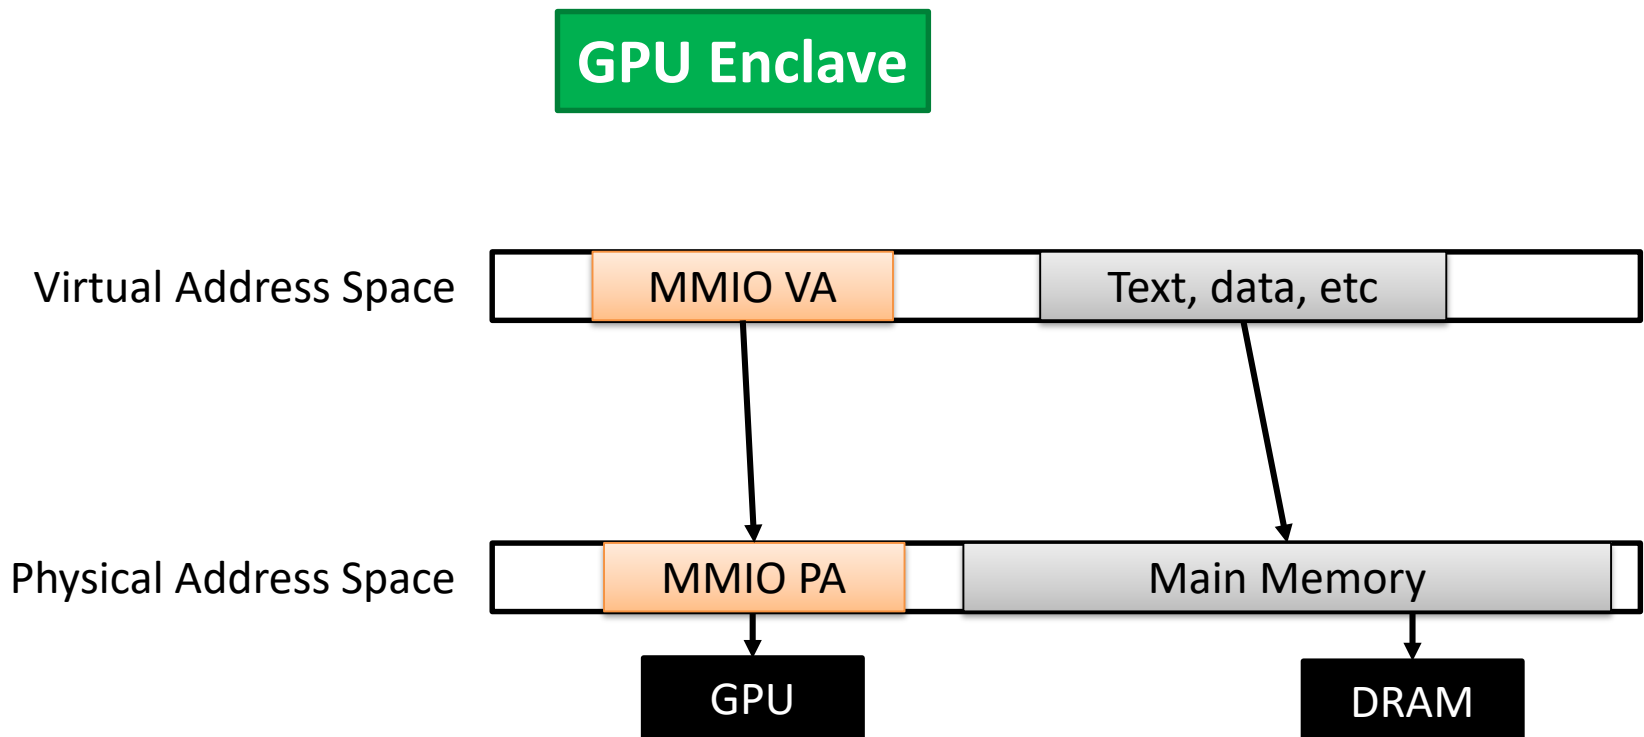 GPU Enclave
Virtual Address Space
MMIO VA
Text, data, etc
Physical Address Space
MMIO PA
Main Memory
GPU
DRAM